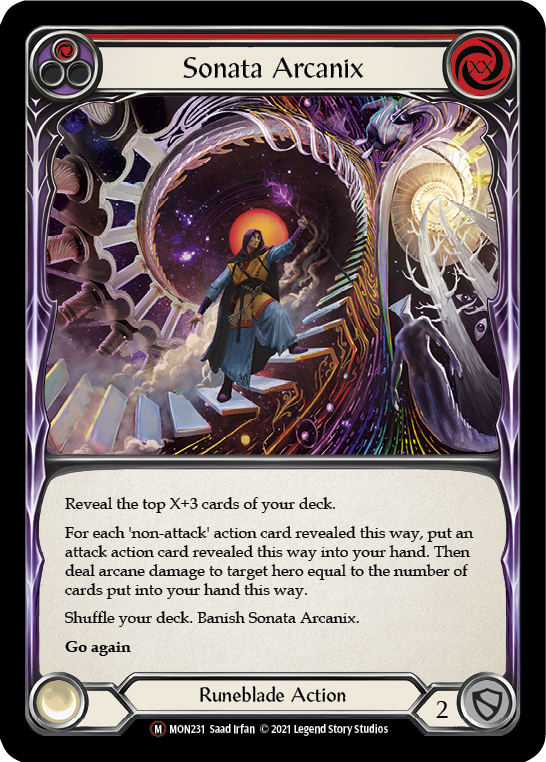 Sonata Arcanix
XX
Reveal the top X+3 cards of your deck.
For each 'non-attack' action card revealed this way, put an
attack action card revealed this way into your hand. Then
deal arcane damage to target hero equal to the number of
cards put into your hand this way.
Shuffle your deck. Banish Sonata Arcanix.
Go again
Runeblade Action
2
M MON231 Saad Irfan © 2021 Legend Story Studios